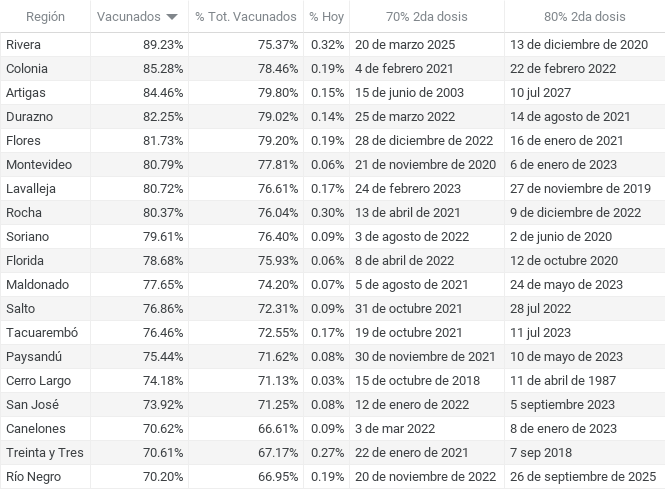 Región Vacunados % Tot. Vacunados % Hoy 70% 2da dosis 80% 2da dosis
Rivera 89.23% 75.37% 0.32% 20 de marzo 2025 13 de diciembre de 2020
Colonia 85.28% 78.46% 0.19% 4 de febrero 2021 22 de febrero 2022
Artigas 84.46% 79.80% 0.15% 15 de junio de 2003 10 jul 2027
Durazno 82.25% 79.02% 0.14% 25 de marzo 2022 14 de agosto de 2021
Flores 81.73% 79.20% 0.19% 28 de diciembre de 2022 16 de enero de 2021
Montevideo 80.79% 77.81% 0.06% 21 de noviembre de 2020 6 de enero de 2023
Lavalleja 80.72% 76.61% 0.17% 24 de febrero 2023 27 de noviembre de 2019
Rocha 80.37% 76.04% 0.30% 13 de abril de 2021 9 de diciembre de 2022
Soriano 79.61% 76.40% 0.09% 3 de agosto de 2022 2 de junio de 2020
Florida 78.68% 75.93% 0.06% 8 de abril de 2022 12 de octubre 2020
Maldonado 77.65% 74.20% 0.07% 5 de agosto de 2021 24 de mayo de 2023
Salto 76.86% 72.31% 0.09% 31 de octubre 2021 28 jul 2022
Tacuarembó 76.46% 72.55% 0.17% 19 de octubre 2021 11 jul 2023
Paysandú 75.44% 71.62% 0.08% 30 de noviembre de 2021 10 de mayo de 2023
Cerro Largo 74.18% 71.13% 0.03% 15 de octubre de 2018 11 de abril de 1987
San José 73.92% 71.25% 0.08% 12 de enero de 2022 5 septiembre 2023
Canelones 70.62% 66.61% 0.09% 3 de mar 2022 8 de enero de 2023
Treinta y Tres 70.61% 67.17% 0.27% 22 de enero de 2021 7 sep 2018
Río Negro 70.20% 66.95% 0.19% 20 de noviembre de 2022 26 de septiembre de 2025